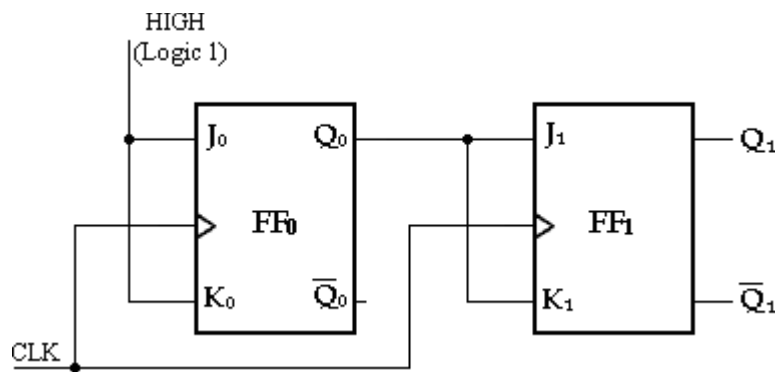 HIGH
(Logic 1)
J₀ Q₀ J₁ Q₁
FF₀ FF₁
K₀ Q̅₀ K₁ Q̅₁
CLK